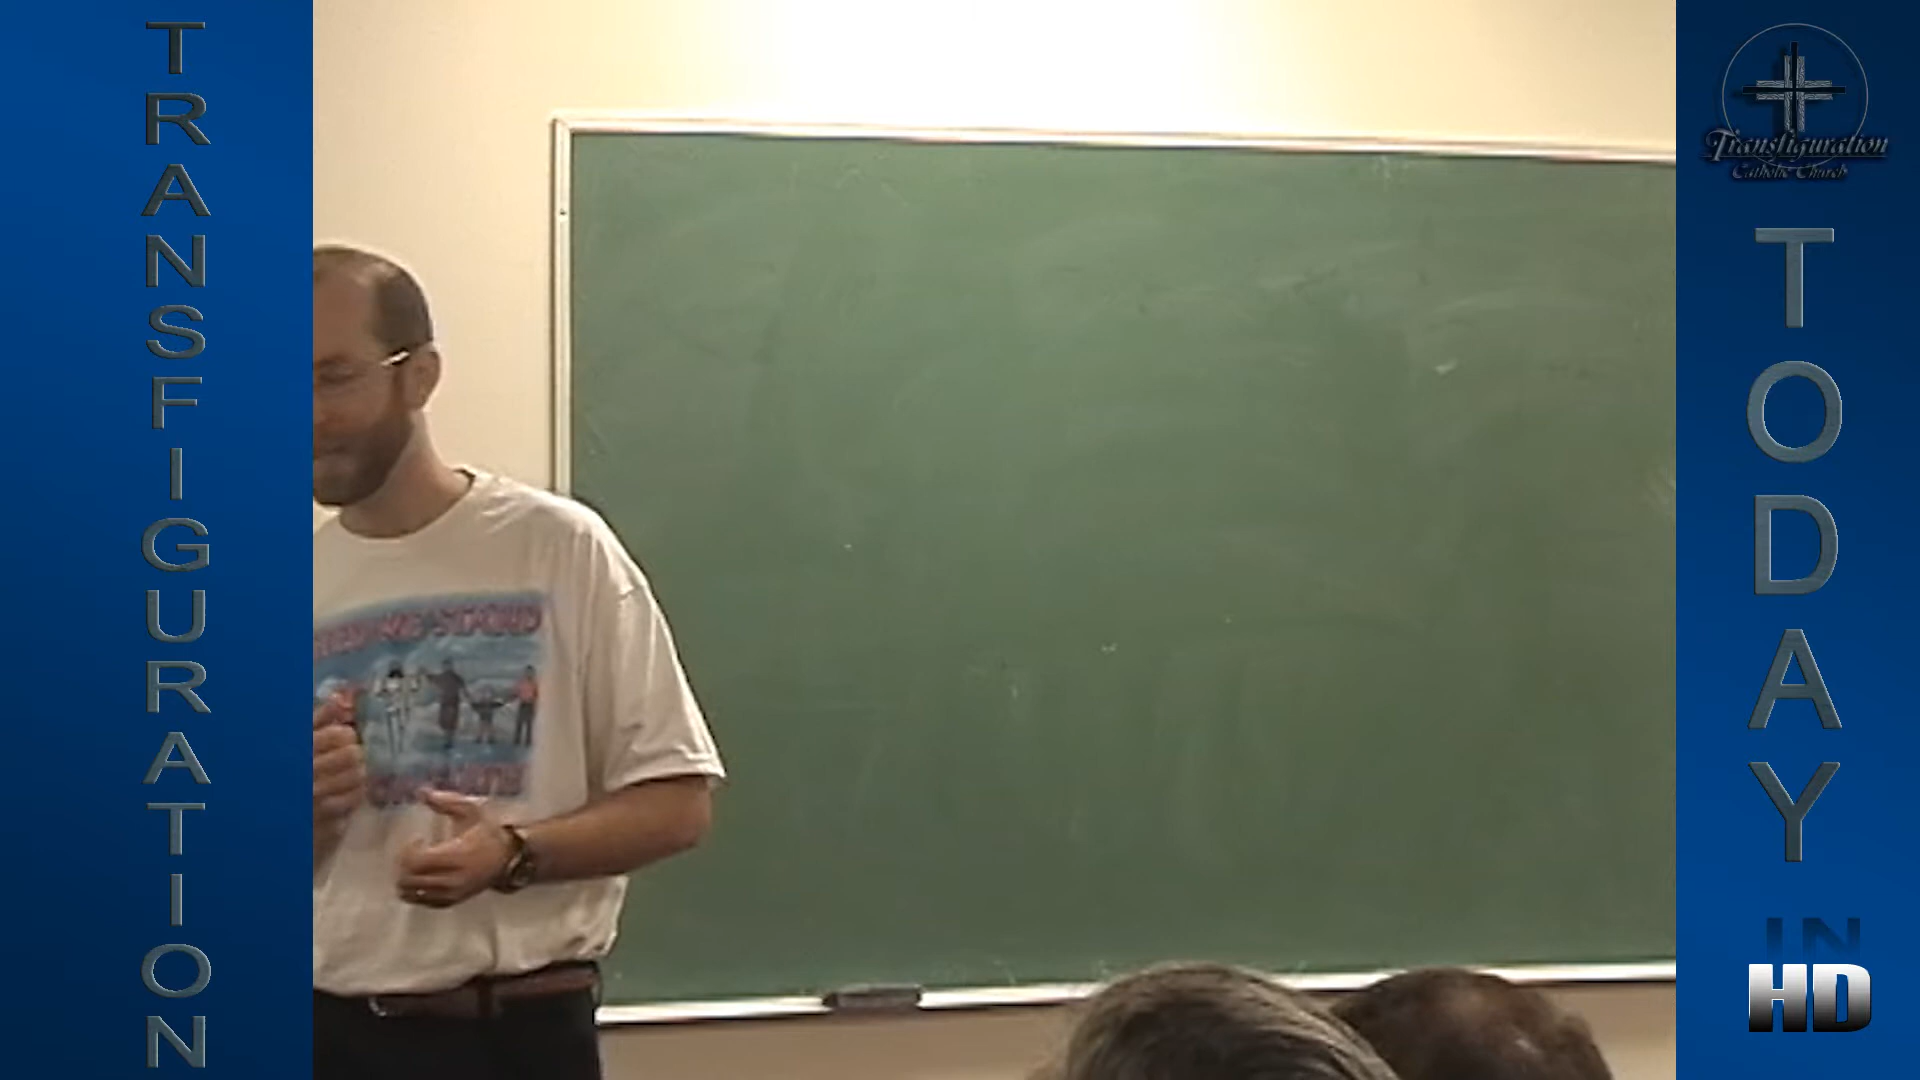 TRANSFIGURATION
Transfiguration
Catholic Church
TODAY
IN
HD